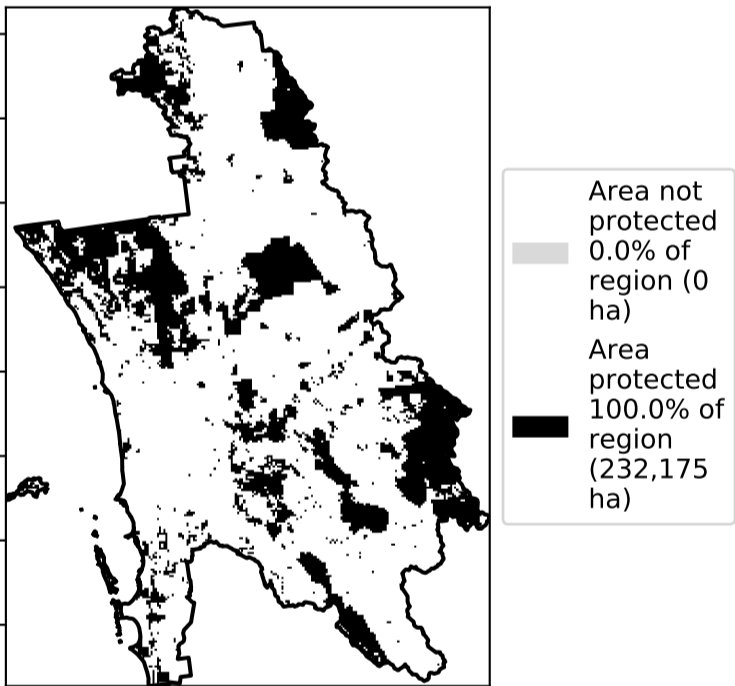 Area not
protected
0.0% of
region (0
ha)
Area
protected
100.0% of
region
(232,175
ha)